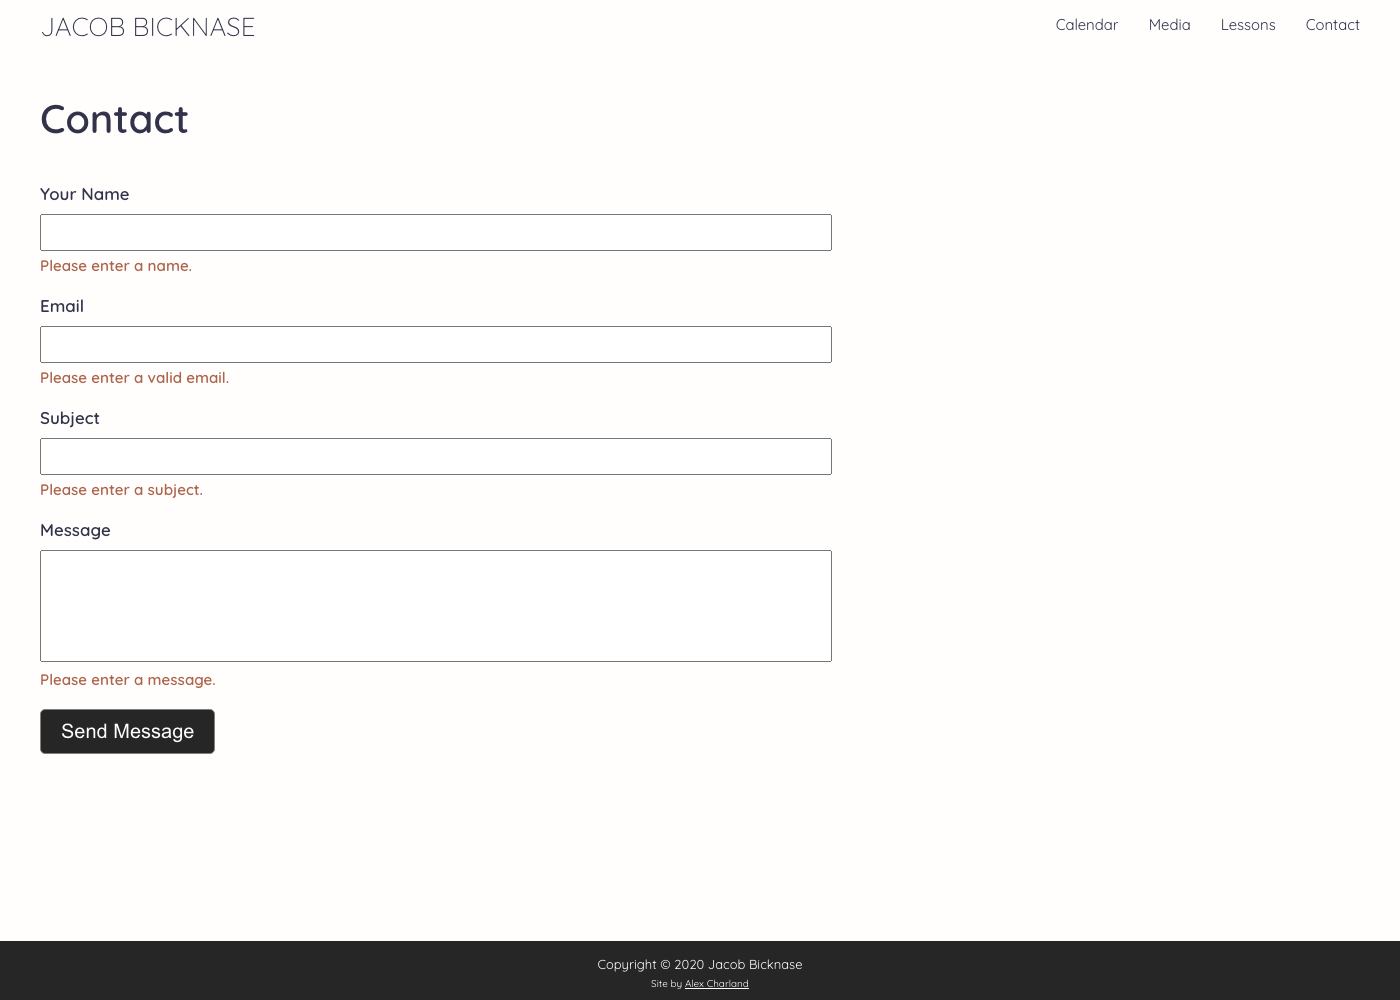 JACOB BICKNASE
Calendar Media Lessons Contact
Contact
Your Name
Please enter a name.
Email
Please enter a valid email.
Subject
Please enter a subject.
Message
Please enter a message.
Send Message
Copyright © 2020 Jacob Bicknase
Site by Alex Charland